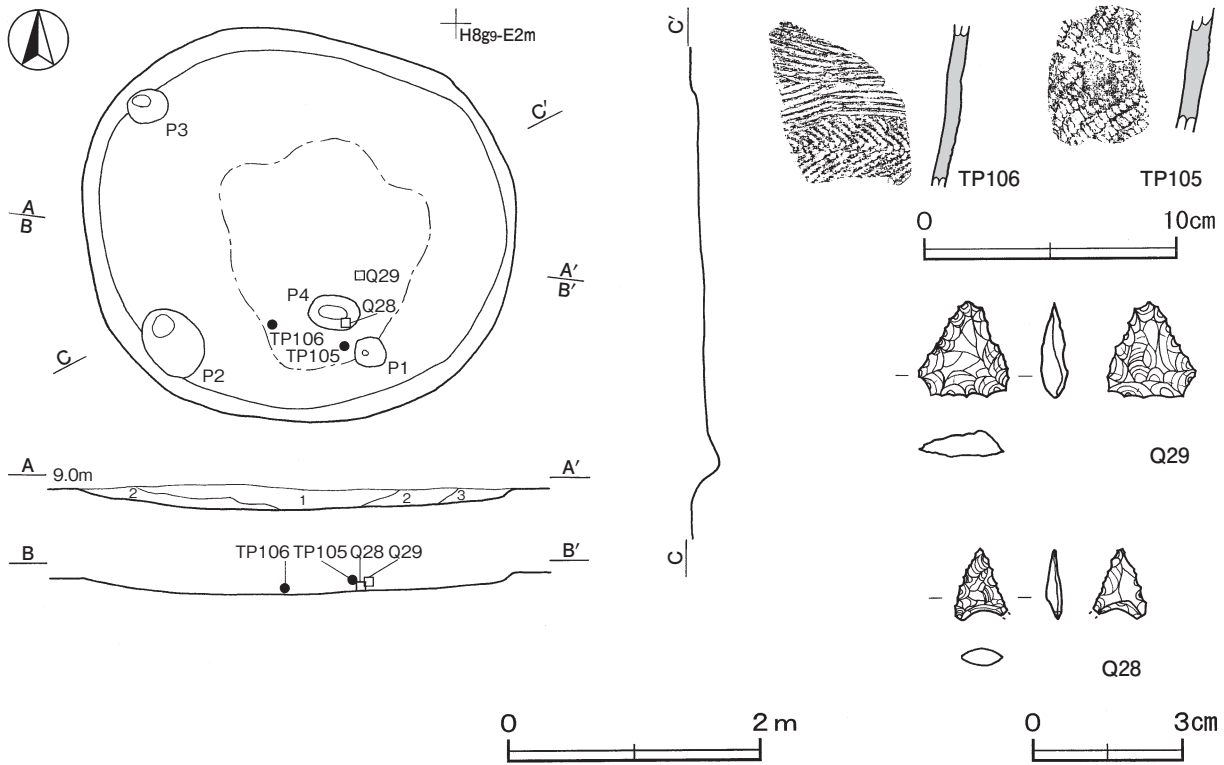 H8g9-E2m
P3
C'
A
B
Q29
A'
B'
P4
Q28
TP106
TP105
C
P2
P1
A
9.0m
A'
2
1
2
3
B
TP106 TP105 Q28 Q29
B'
C'
C
TP106
TP105
0
10cm
Q29
Q28
0
2m
0
3cm